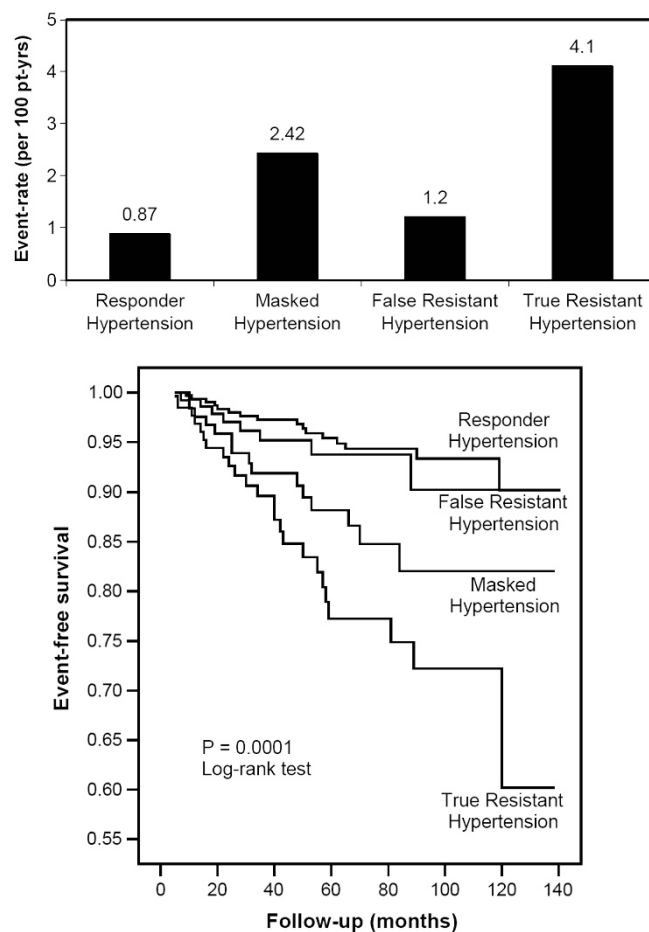 Event-rate (per 100 pt-yrs)
5
4
3
2
1
0
0.87
2.42
1.2
4.1
Responder
Hypertension
Masked
Hypertension
False Resistant
Hypertension
True Resistant
Hypertension
Event-free survival
1.00
0.95
0.90
0.85
0.80
0.75
0.70
0.65
0.60
0.55
Responder
Hypertension
False Resistant
Hypertension
Masked
Hypertension
True Resistant
Hypertension
P = 0.0001
Log-rank test
0 20 40 60 80 100 120 140
Follow-up (months)